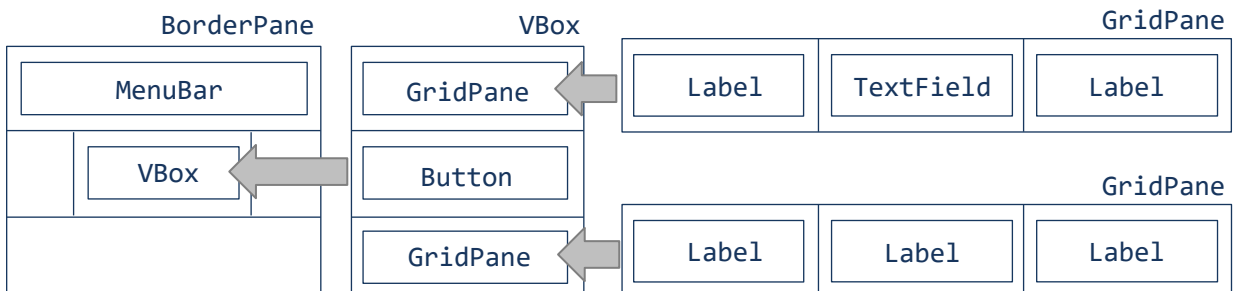 BorderPane
MenuBar
VBox
VBox
GridPane
Button
GridPane
GridPane
Label TextField Label
GridPane
Label Label Label